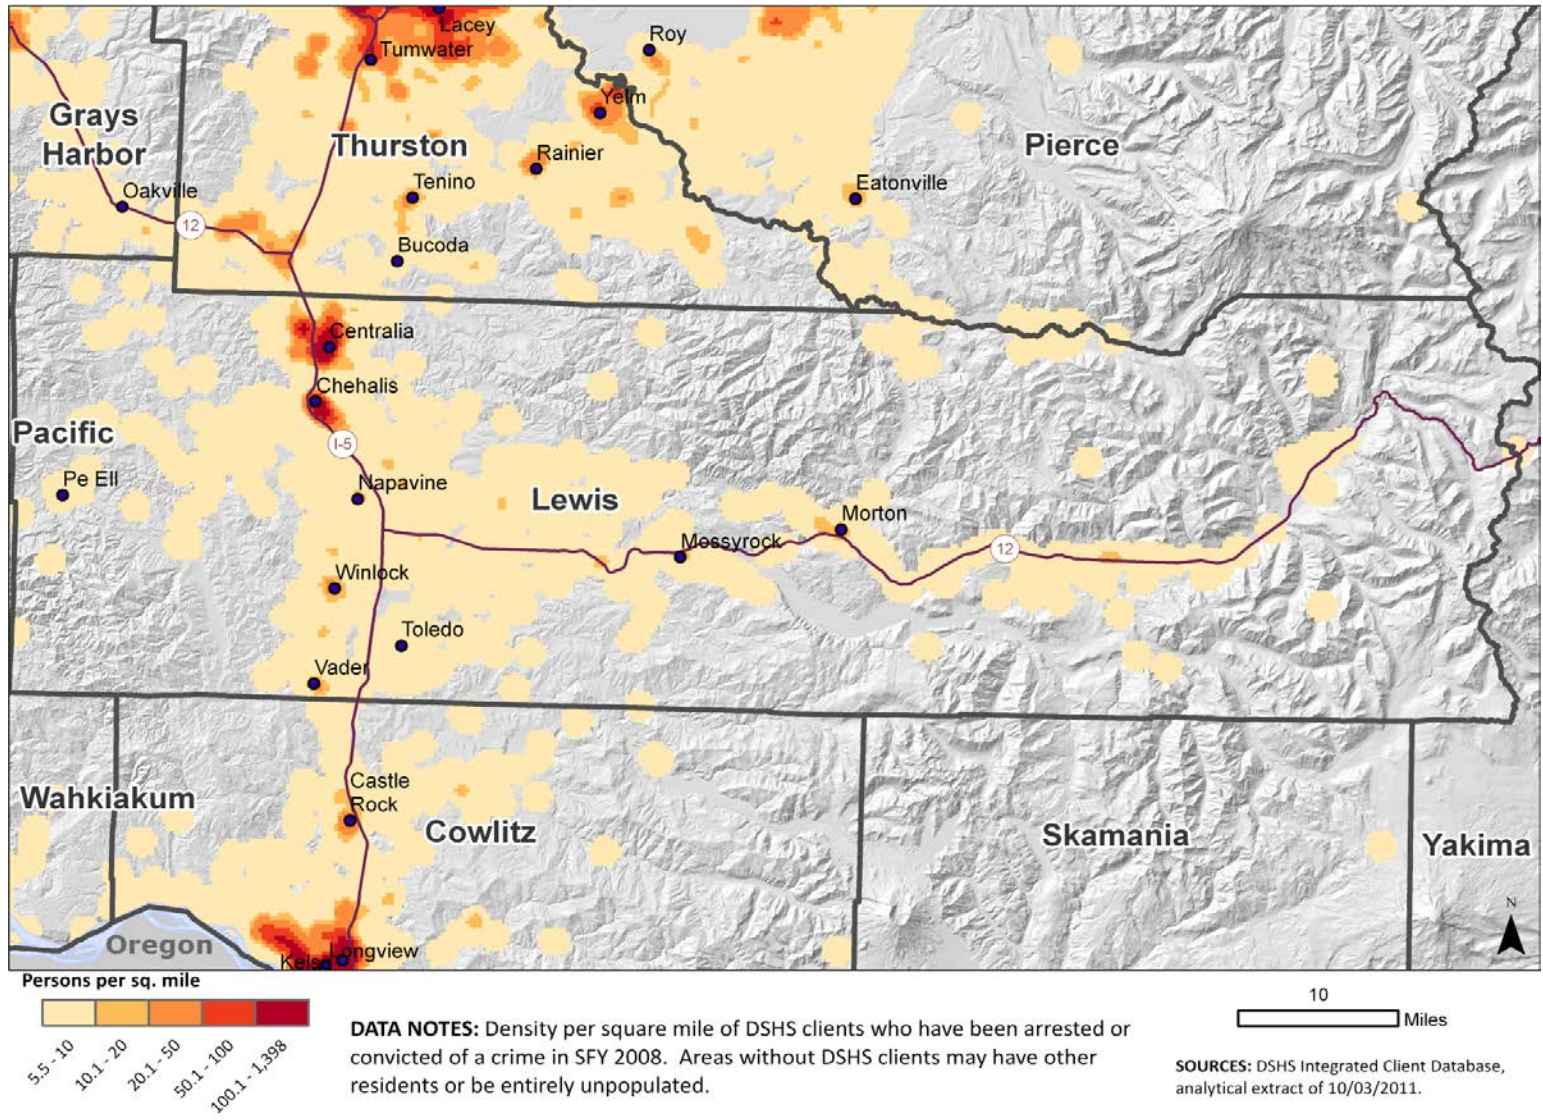 Lacey
Tumwater
Roy
Yelm
Grays
Harbor
Thurston
Pierce
Rainier
Tenino
Eatonville
Oakville
12
Bucoda
Centralia
Chehalis
Pacific
I-5
Pe Ell
Napavine
Lewis
Morton
Mossyrock
12
Winlock
Toledo
Vader
Castle
Rock
Wahkiakum
Cowlitz
Skamania
Yakima
N
Oregon
Longview
Kelso
Persons per sq. mile
5.5 - 10
10.1 - 20
20.1 - 50
50.1 - 100
100.1 - 1,398
DATA NOTES: Density per square mile of DSHS clients who have been arrested or
convicted of a crime in SFY 2008. Areas without DSHS clients may have other
residents or be entirely unpopulated.
10
Miles
SOURCES: DSHS Integrated Client Database,
analytical extract of 10/03/2011.